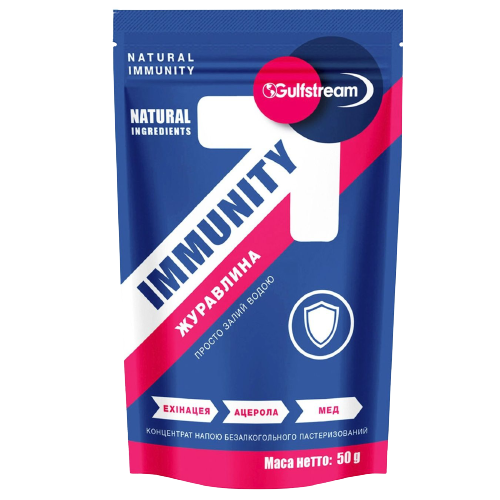 NATURAL
IMMUNITY
Gulfstream
NATURAL
INGREDIENTS
IMMUNITY
ЖУРАВЛИНА
ПРОСТО ЗАЛИЙ ВОДОЮ
ЕХІНАЦЕЯ
АЦЕРОЛА
МЕД
КОНЦЕНТРАТ НАПОЮ БЕЗАЛКОГОЛЬНОГО ПАСТЕРИЗОВАНИЙ
Маса нетто: 50 g